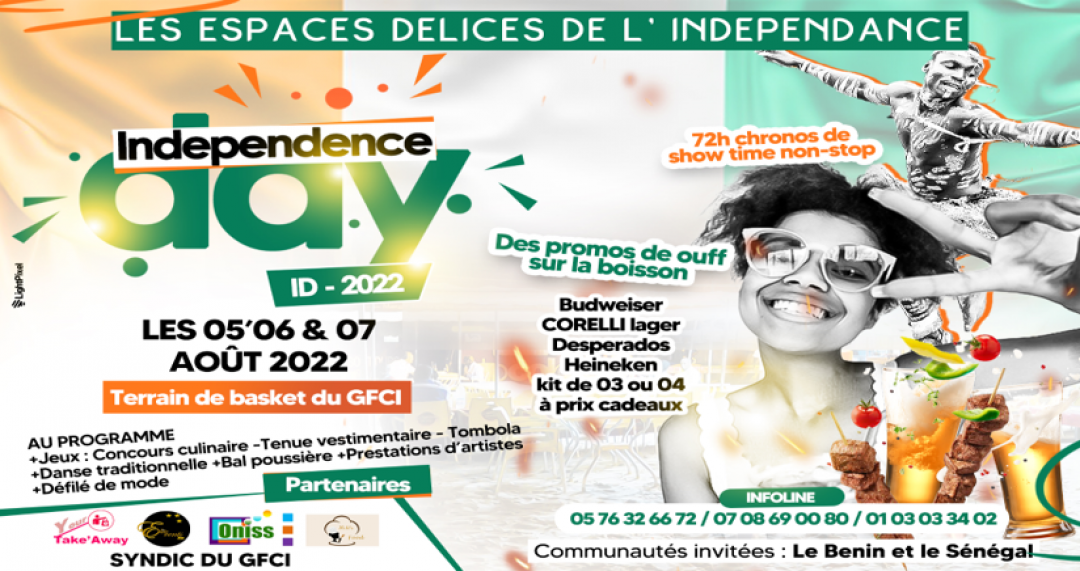 LES ESPACES DELICES DE L' INDEPENDANCE
Independence
day
ID - 2022
LES 05'06 & 07
AOÛT 2022
Terrain de basket du GFCI
AU PROGRAMME
+Jeux : Concours culinaire -Tenue vestimentaire - Tombola
+Danse traditionnelle +Bal poussière +Prestations d'artistes
+Défilé de mode
Partenaires
Your
Take'Away
Oniss
SYNDIC DU GFCI
LightPixel
72h chronos de
show time non-stop
Des promos de ouff
sur la boisson
Budweiser
CORELLI lager
Desperados
Heineken
kit de 03 ou 04
à prix cadeaux
INFOLINE
05 76 32 66 72 / 07 08 69 00 80 / 01 03 03 34 02
Communautés invitées : Le Benin et le Sénégal